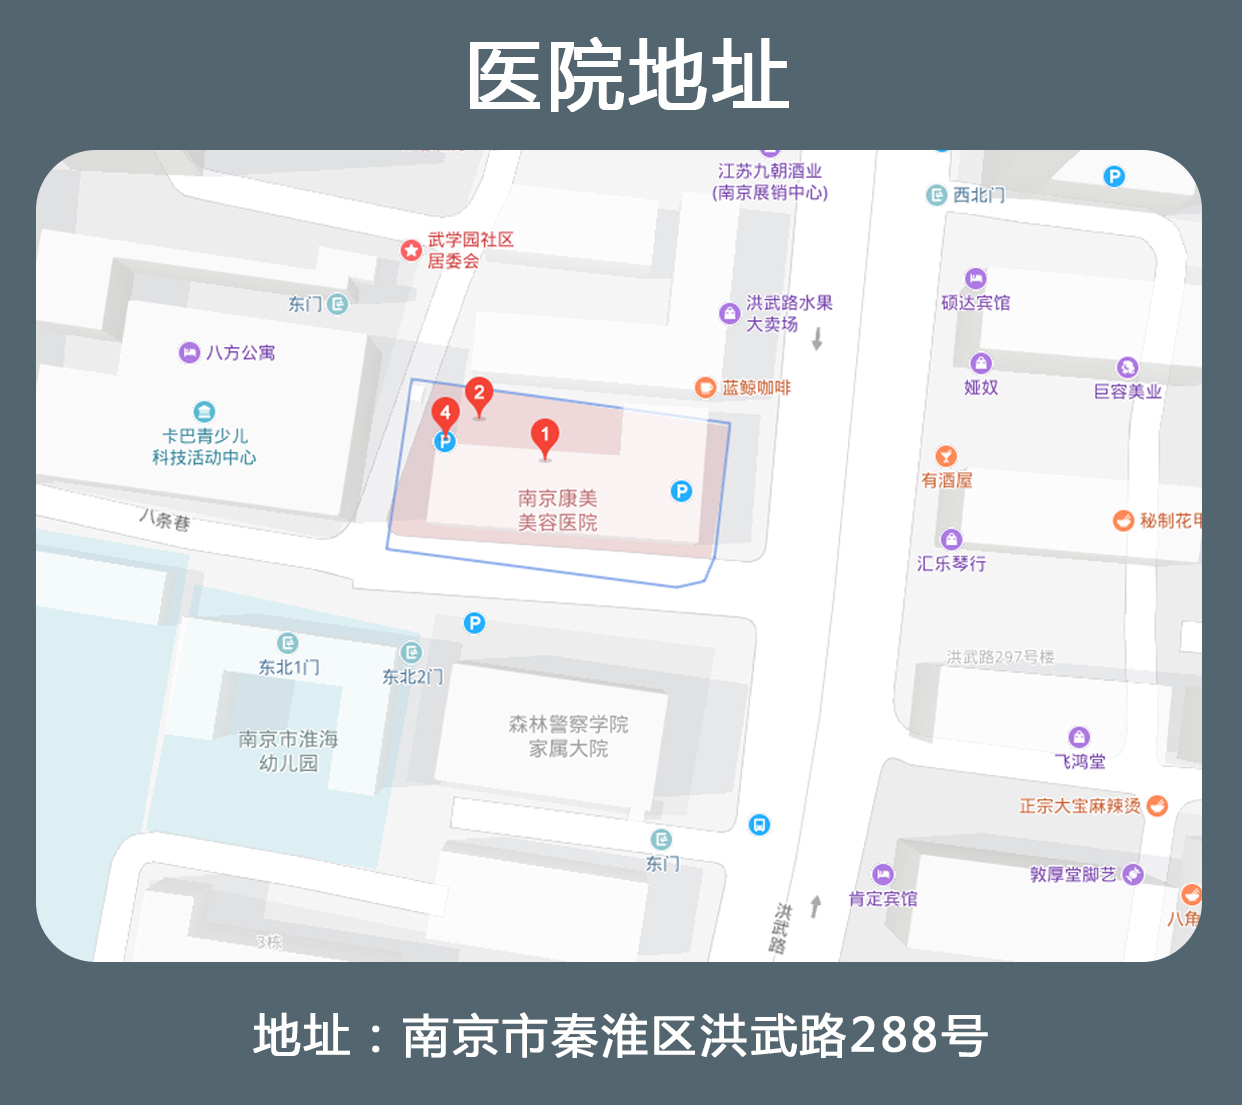 医院地址
江苏九朝酒业
(南京展销中心)
P
西北门
武学园社区
居委会
东门
硕达宾馆
洪武路水果
大卖场
八方公寓
娅奴
巨容美业
蓝鲸咖啡
2
4
1
P
卡巴青少儿
科技活动中心
有酒屋
P
南京康美
美容医院
八条巷
秘制花甲
汇乐琴行
P
东北1门
东北2门
洪武路297号楼
森林警察学院
家属大院
南京市淮海
幼儿园
飞鸿堂
正宗大宝麻辣烫
东门
敦厚堂脚艺
肯定宾馆
八角
洪武路
3栋
地址：南京市秦淮区洪武路288号